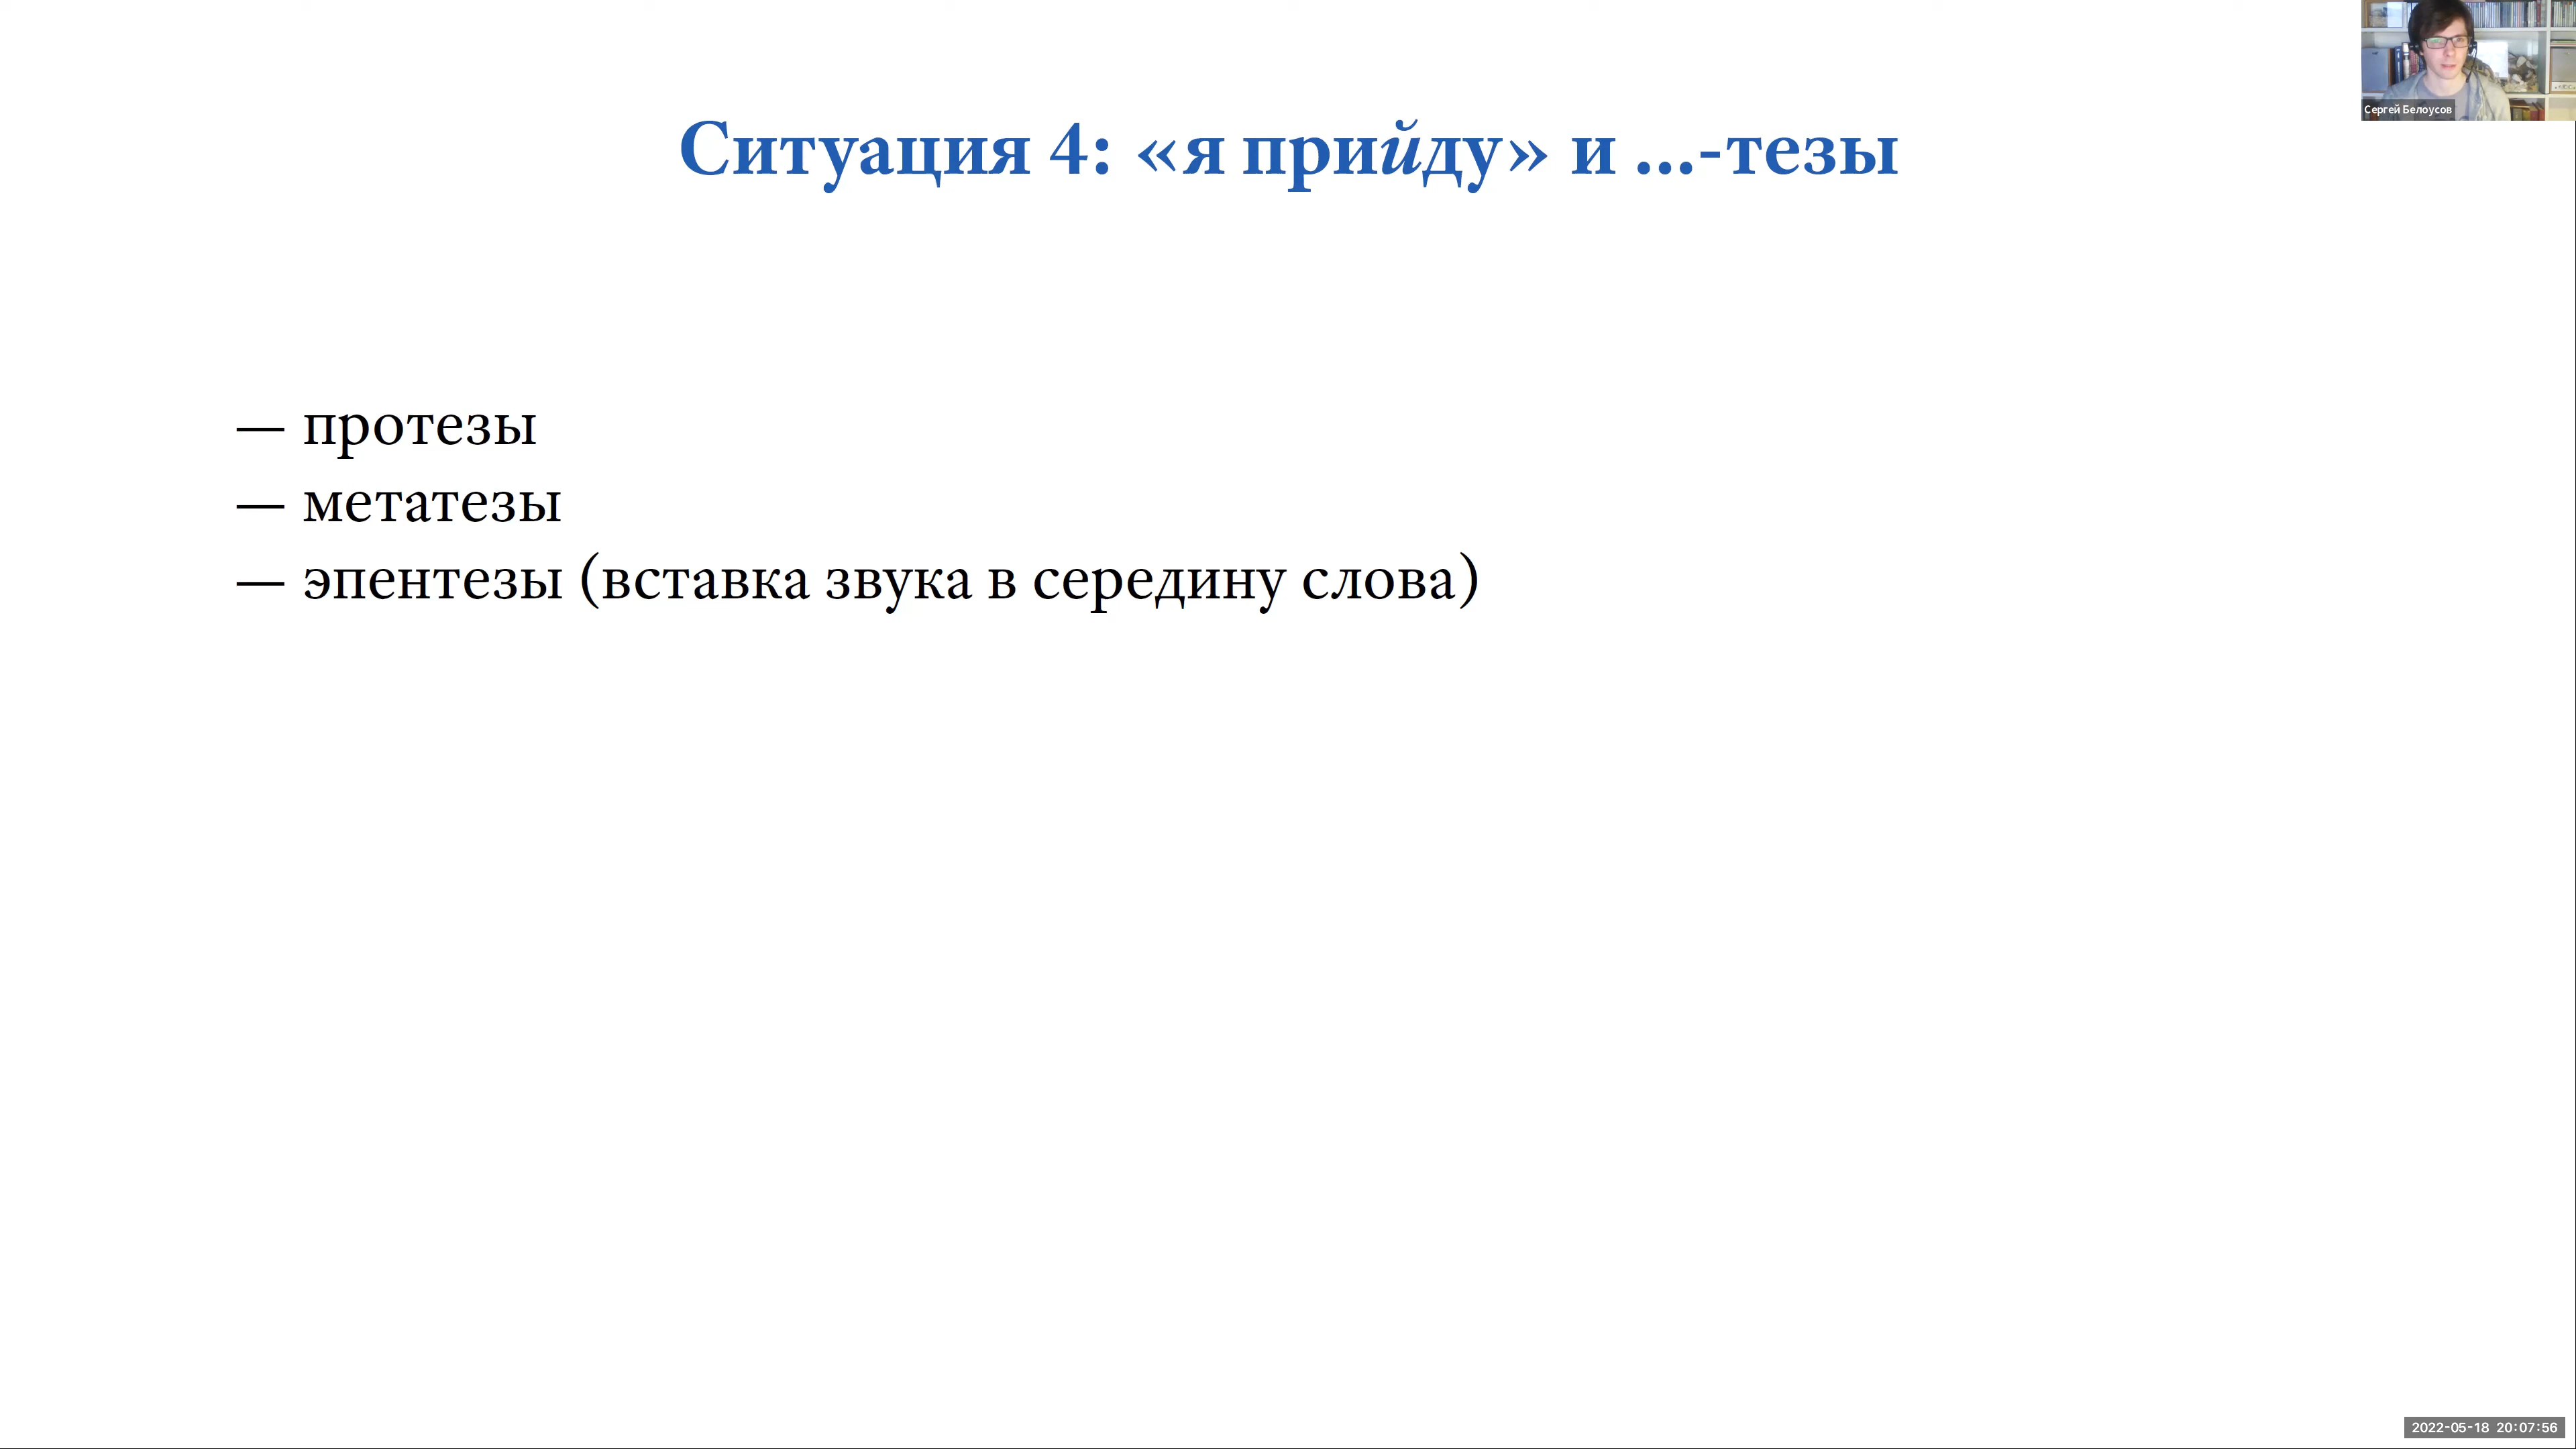 Сергей Белоусов
Ситуация 4: «я прийду» и ...-тезы
— протезы
— метатезы
— эпентезы (вставка звука в середину слова)
2022-05-18 20:07:56